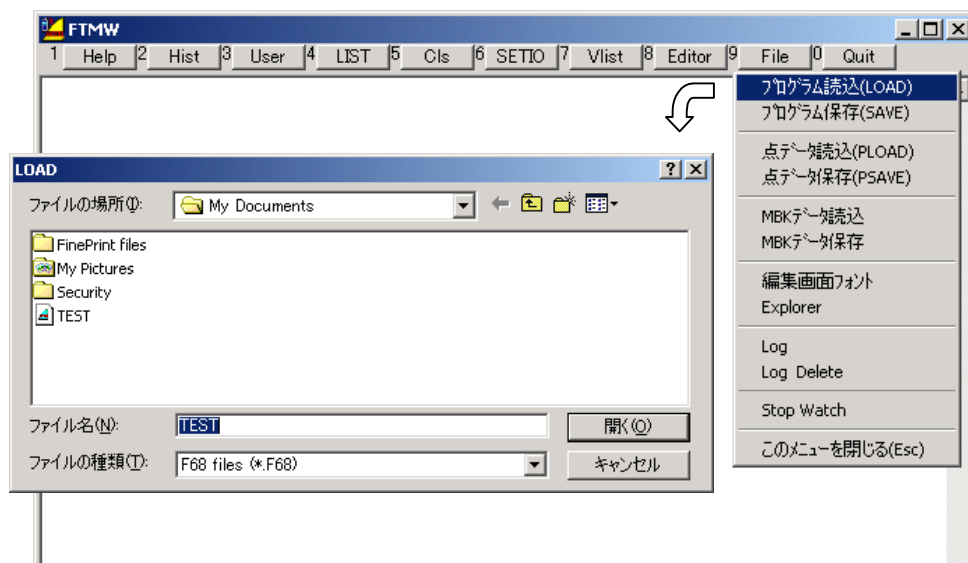 FTMW
1 Help 2 Hist 3 User 4 LIST 5 Cls 6 SETIO 7 Vlist 8 Editor 9 File 0 Quit
ﾌﾟﾛｸﾞﾗﾑ読込(LOAD)
ﾌﾟﾛｸﾞﾗﾑ保存(SAVE)
点ﾃﾞｰﾀ読込(PLOAD)
点ﾃﾞｰﾀ保存(PSAVE)
MBKﾃﾞｰﾀ読込
MBKﾃﾞｰﾀ保存
編集画面ﾌｫﾝﾄ
Explorer
Log
Log Delete
Stop Watch
このﾒﾆｭｰを閉じる(Esc)
LOAD
ファイルの場所(I):
My Documents
FinePrint files
My Pictures
Security
TEST
ファイル名(N):
TEST
開く(O)
ファイルの種類(T):
F68 files (*.F68)
キャンセル